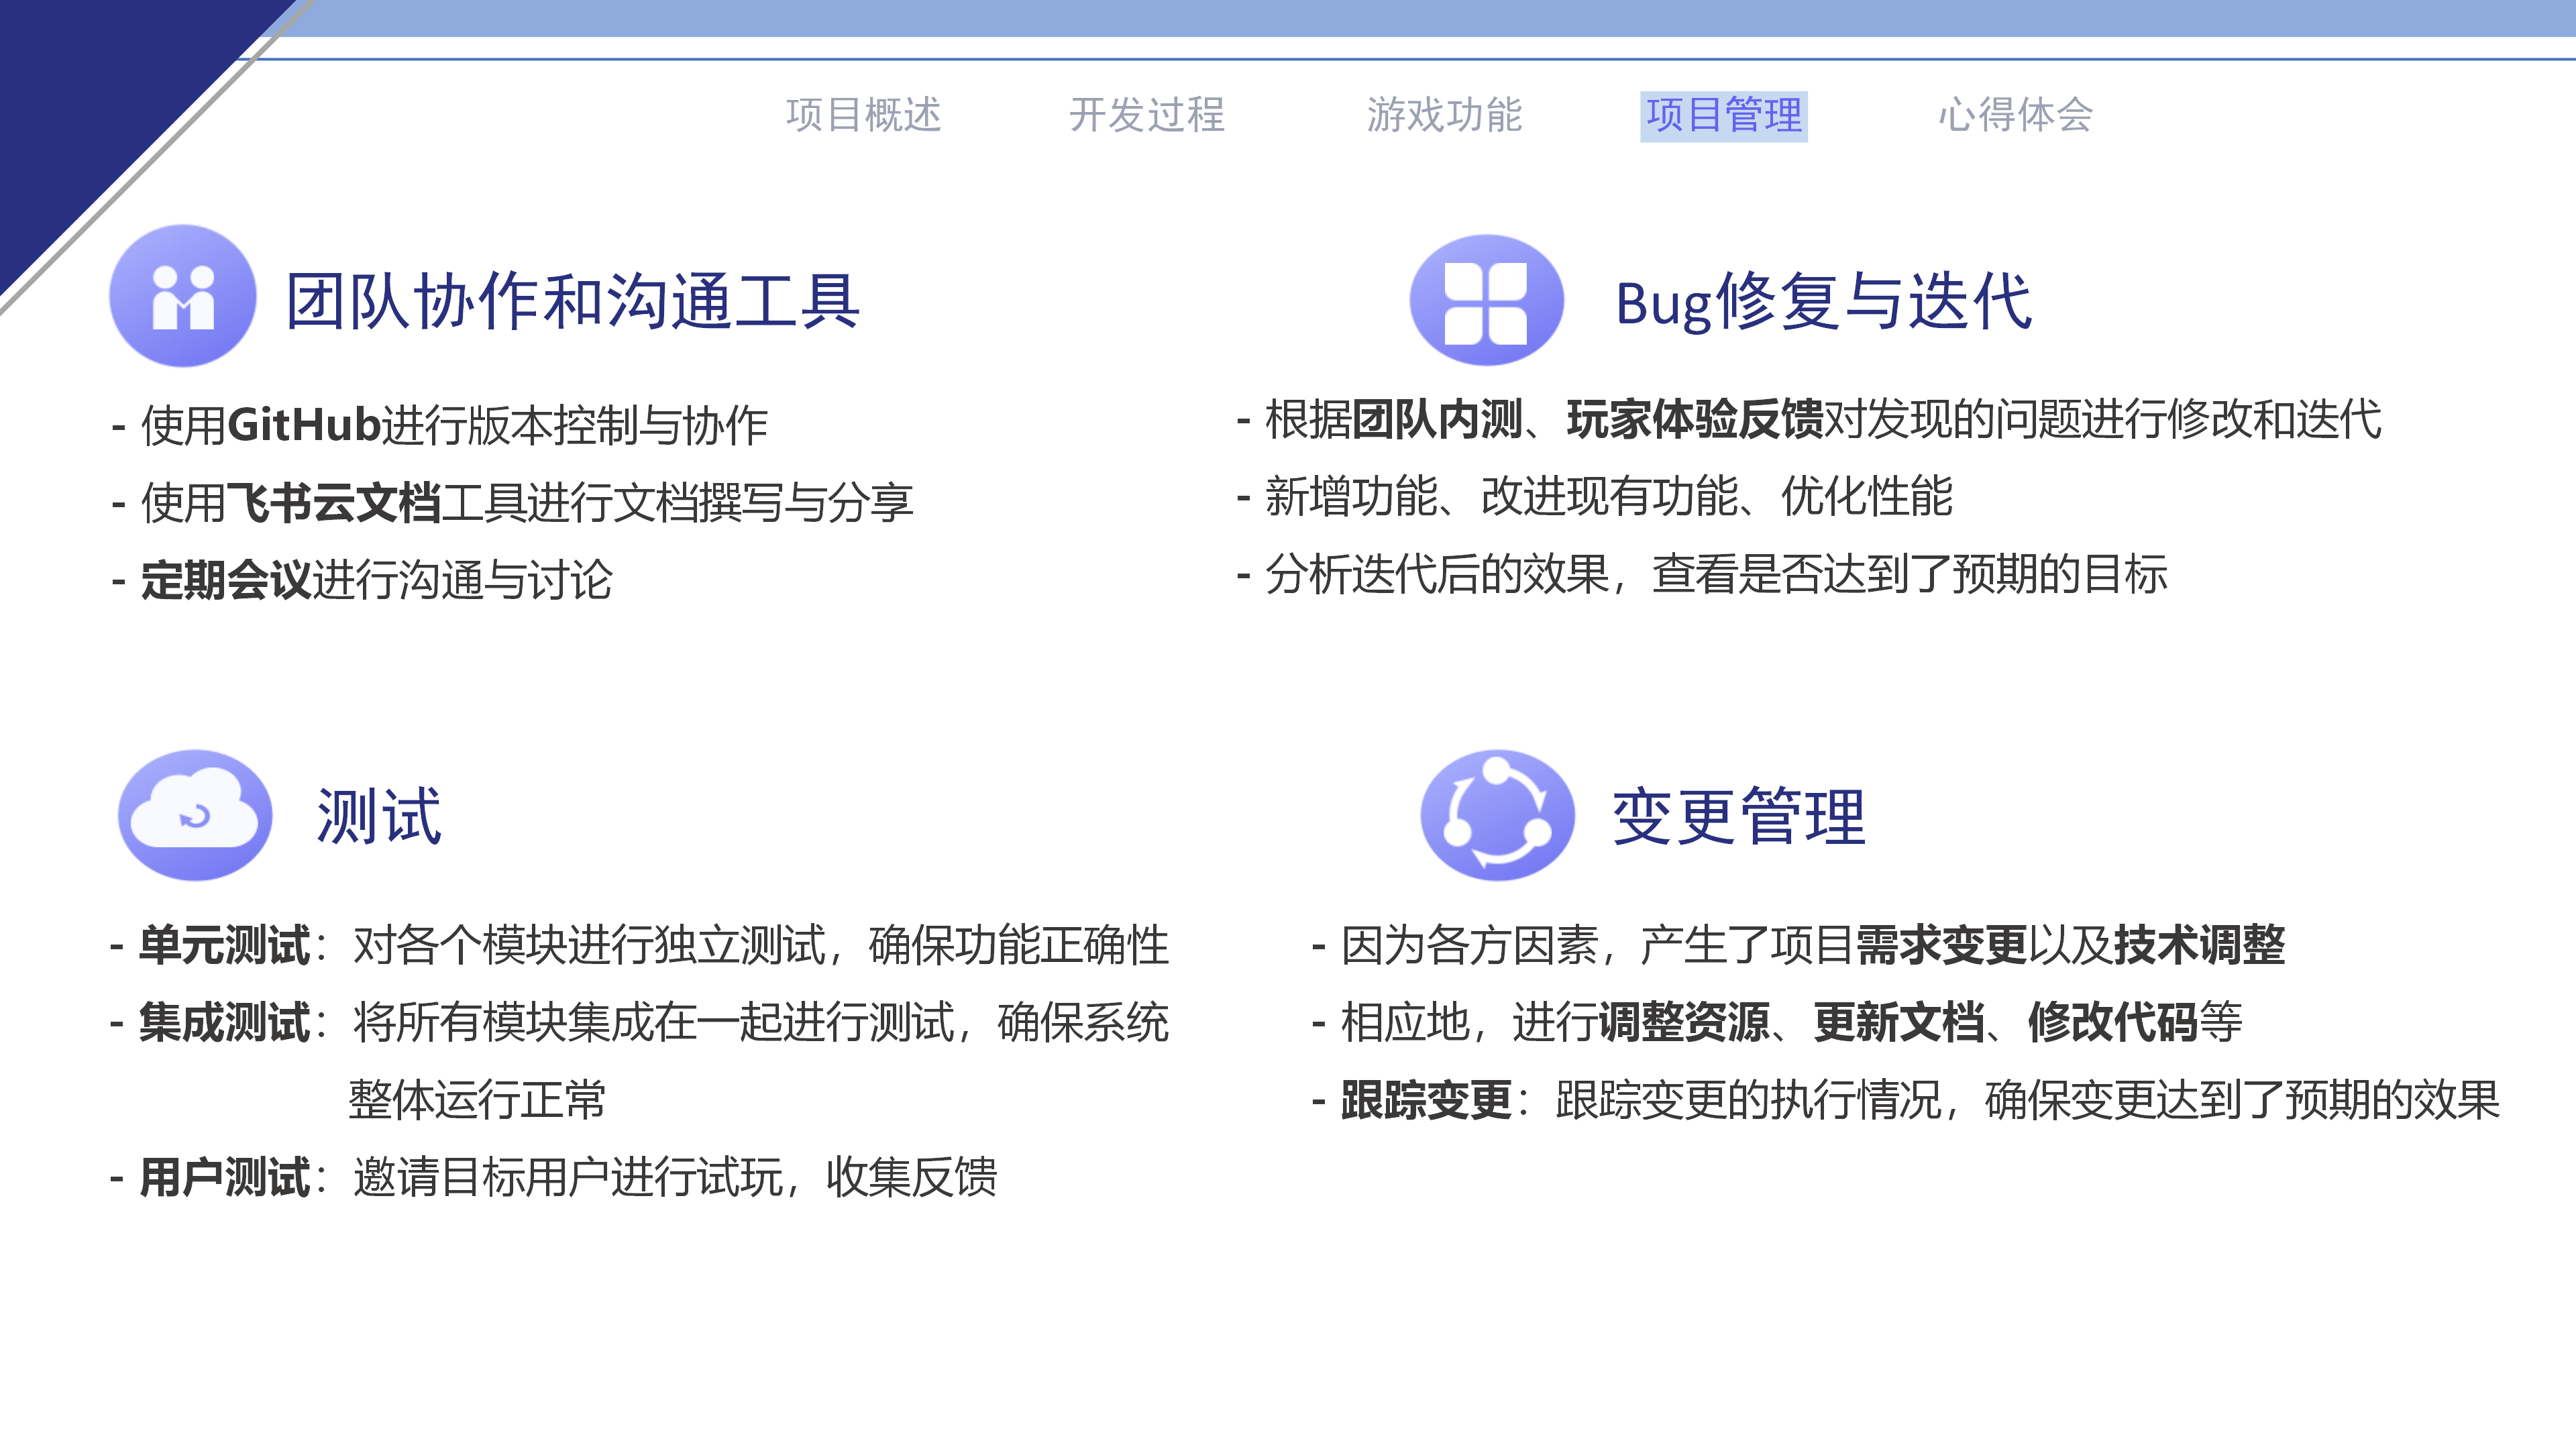 项目概述 开发过程 游戏功能 项目管理 心得体会
团队协作和沟通工具
- 使用GitHub进行版本控制与协作
- 使用飞书云文档工具进行文档撰写与分享
- 定期会议进行沟通与讨论
Bug修复与迭代
- 根据团队内测、玩家体验反馈对发现的问题进行修改和迭代
- 新增功能、改进现有功能、优化性能
- 分析迭代后的效果，查看是否达到了预期的目标
测试
- 单元测试：对各个模块进行独立测试，确保功能正确性
- 集成测试：将所有模块集成在一起进行测试，确保系统
整体运行正常
- 用户测试：邀请目标用户进行试玩，收集反馈
变更管理
- 因为各方因素，产生了项目需求变更以及技术调整
- 相应地，进行调整资源、更新文档、修改代码等
- 跟踪变更：跟踪变更的执行情况，确保变更达到了预期的效果